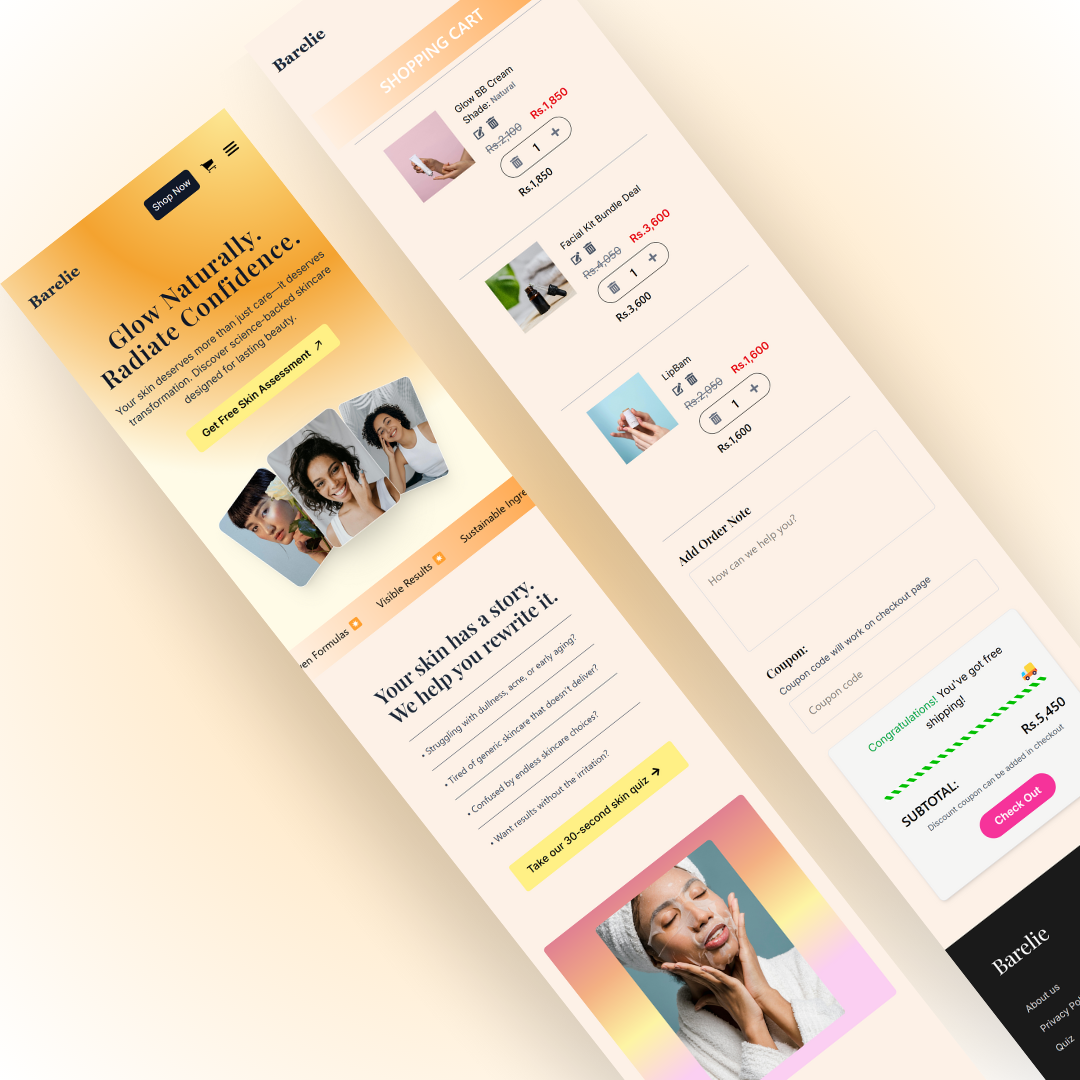 Barelie
Shop Now
Glow Naturally.
Radiate Confidence.
Your skin deserves more than just care—it deserves
transformation. Discover science-backed skincare
designed for lasting beauty.
Get Free Skin Assessment
Formulas
Visible Results
Sustainable
Your skin has a story.
We help you rewrite it.
• Struggling with dullness, acne, or early aging?
• Tired of generic skincare that doesn't deliver?
• Confused by endless skincare choices?
• Want results without the irritation?
Take our 30-second skin quiz
Barelie
SHOPPING CART
Glow BB Cream
Shade: Natural
Rs.2,100 Rs.1,850
1
Rs.1,850
Facial Kit Bundle Deal
Rs.4,050 Rs.3,600
1
Rs.3,600
LipBam
Rs.2,050 Rs.1,600
1
Rs.1,600
Add Order Note
How can we help you?
Coupon:
Coupon code will work on checkout page
Coupon code
Congratulations! You've got free
shipping!
SUBTOTAL: Rs.5,450
Discount coupon can be added in checkout
Check Out
Barelie
About us
Privacy
Quiz